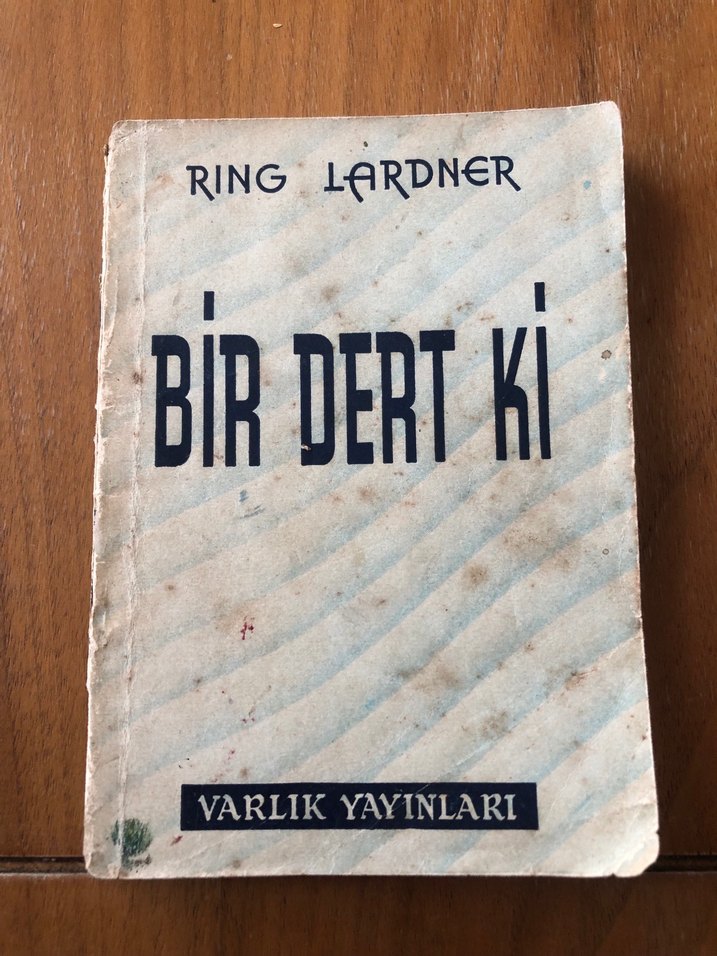 RING LARDNER
BİR DERT Kİ
VARLIK YAYINLARI